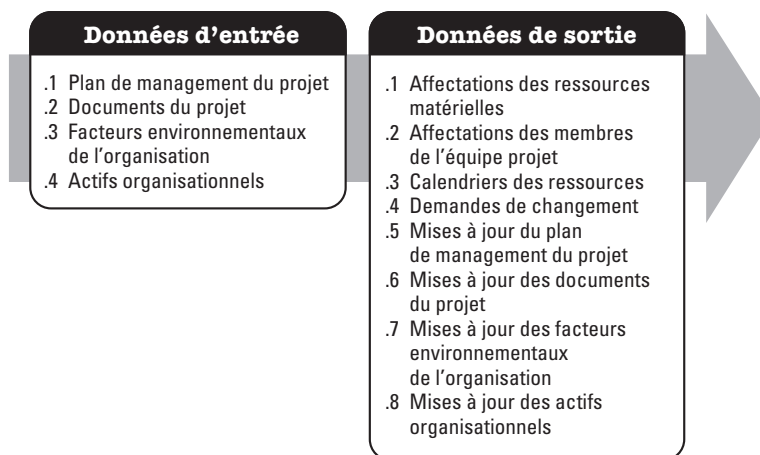 Données d'entrée
.1 Plan de management du projet
.2 Documents du projet
.3 Facteurs environnementaux
de l'organisation
.4 Actifs organisationnels
Données de sortie
.1 Affectations des ressources
matérielles
.2 Affectations des membres
de l'équipe projet
.3 Calendriers des ressources
.4 Demandes de changement
.5 Mises à jour du plan
de management du projet
.6 Mises à jour des documents
du projet
.7 Mises à jour des facteurs
environnementaux
de l'organisation
.8 Mises à jour des actifs
organisationnels